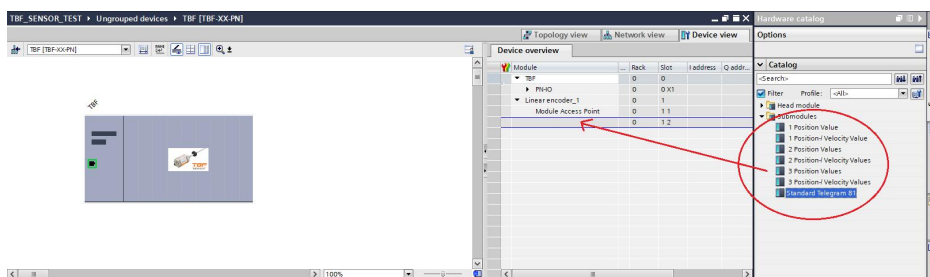 TBF_SENSOR_TEST ▸ Ungrouped devices ▸ TBF [TBF-XX-PN]
Hardware catalog
Topology view
Network view
Device view
Options
TBF [TBF-XX-PN]
Device overview
Module
...
Rack
Slot
I address
Q addr...
TBF 0 0
PN-IO 0 0 X1
Linear encoder_1 0 1
Module Access Point 0 1 1
0 1 2
TBF
TBF
100%
Catalog
<Search>
Filter
Profile:
<All>
Head module
Submodules
1 Position Value
1 Position-/ Velocity Value
2 Position Values
2 Position-/ Velocity Values
3 Position Values
3 Position-/ Velocity Values
Standard Telegram 81